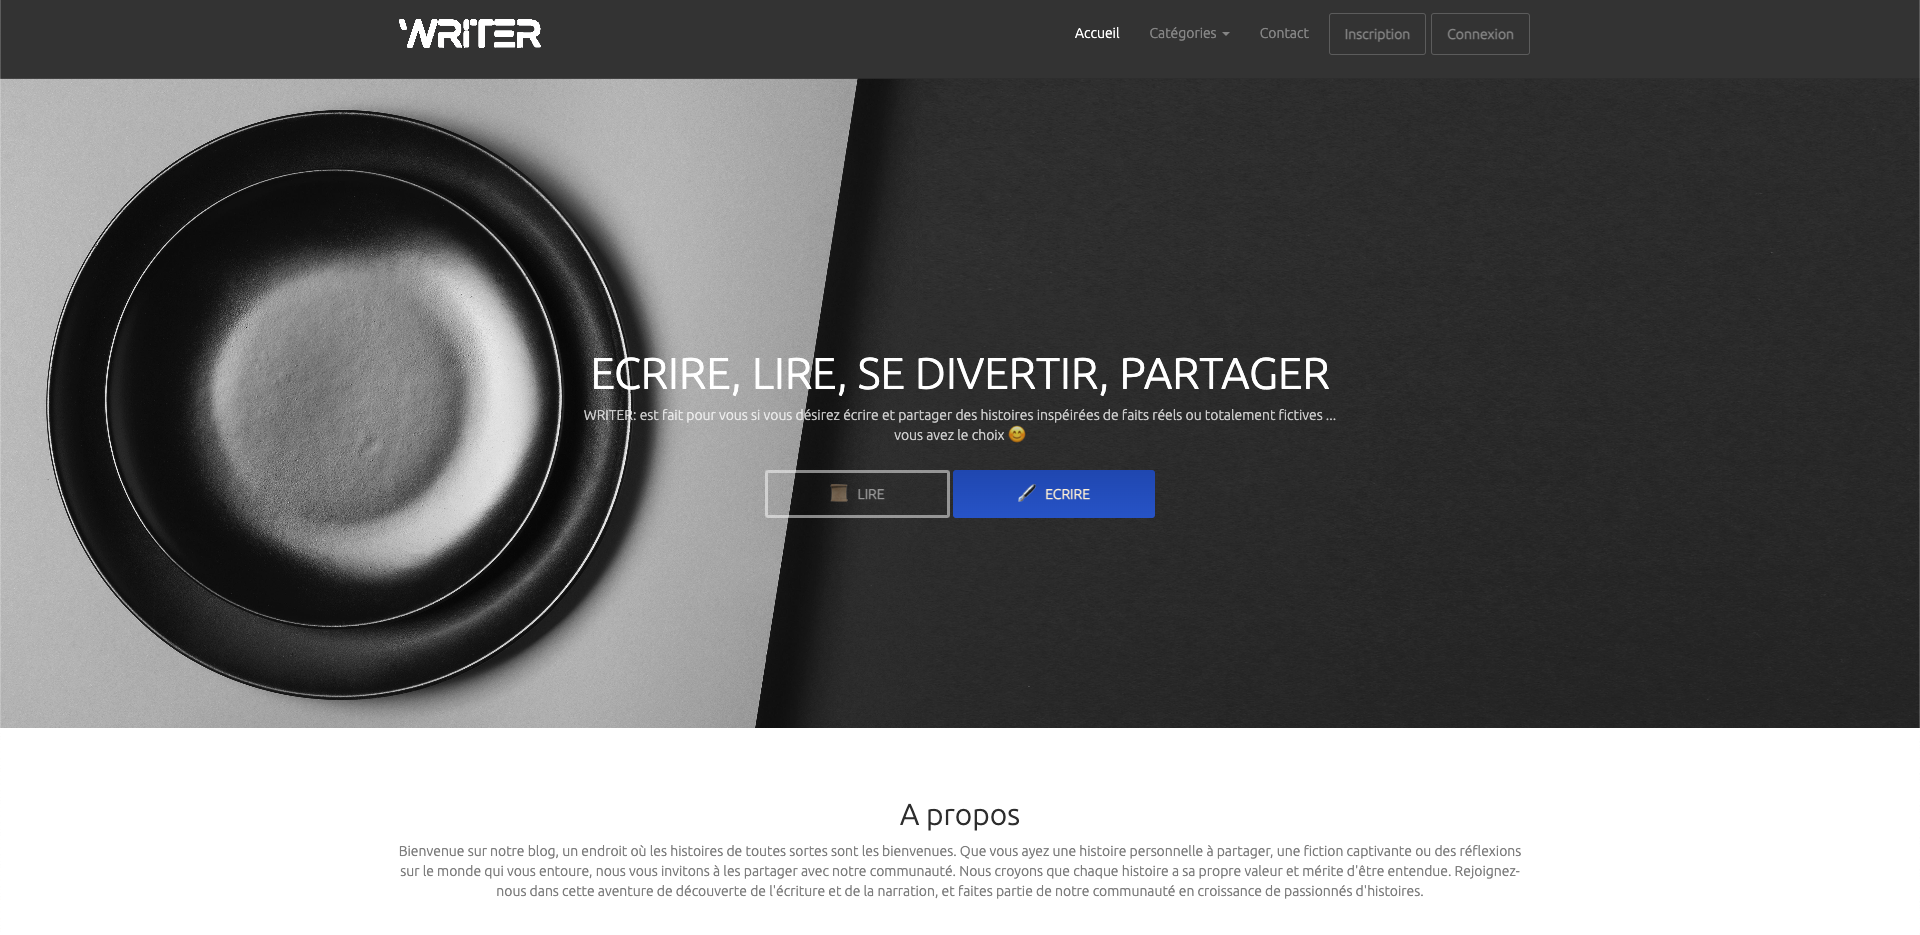 WRITER
Accueil Catégories Contact Inscription Connexion
ECRIRE, LIRE, SE DIVERTIR, PARTAGER
WRITER: est fait pour vous si vous désirez écrire et partager des histoires inspéirées de faits réels ou totalement fictives ...
vous avez le choix 😊
LIRE ECRIRE
A propos
Bienvenue sur notre blog, un endroit où les histoires de toutes sortes sont les bienvenues. Que vous ayez une histoire personnelle à partager, une fiction captivante ou des réflexions
sur le monde qui vous entoure, nous vous invitons à les partager avec notre communauté. Nous croyons que chaque histoire a sa propre valeur et mérite d'être entendue. Rejoignez-
nous dans cette aventure de découverte de l'écriture et de la narration, et faites partie de notre communauté en croissance de passionnés d'histoires.